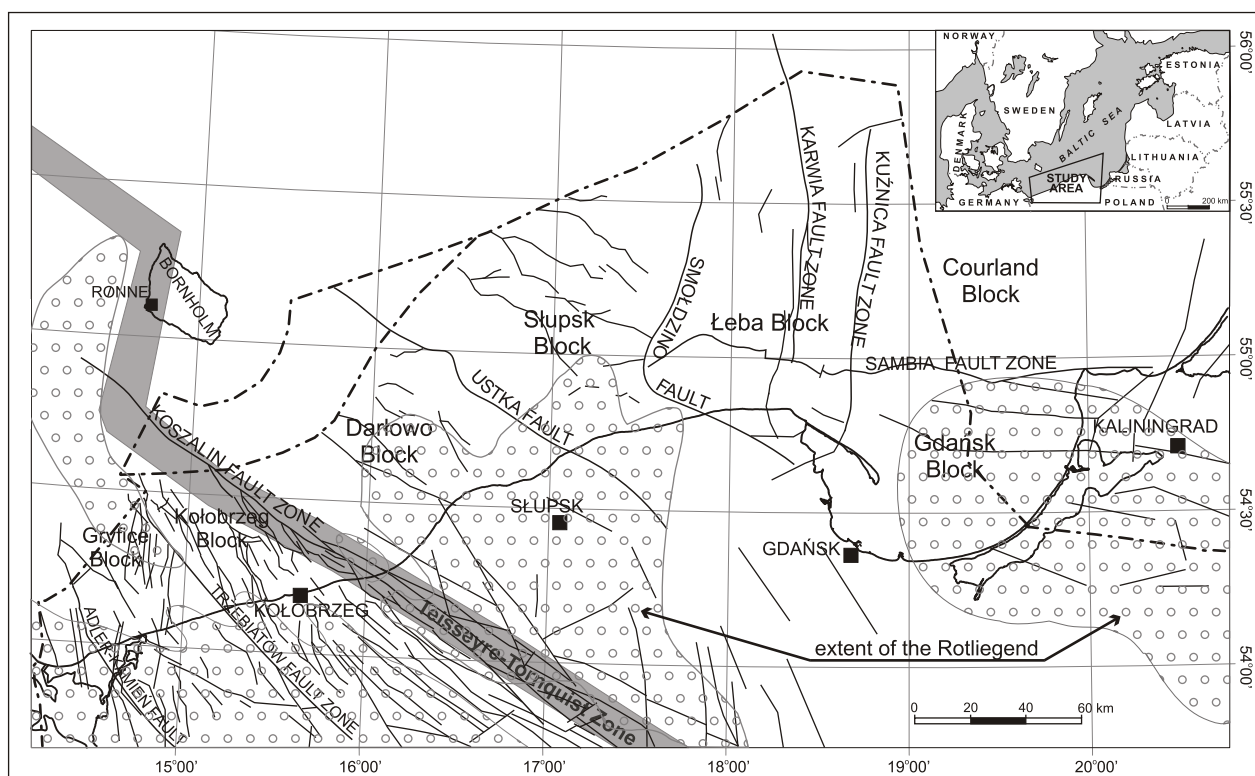 NORWAY
ESTONIA
SWEDEN
LATVIA
DENMARK
BALTIC SEA
LITHUANIA
STUDY
AREA
RUSSIA
GERMANY
POLAND
0 200 km
56°00'
55°30'
55°00'
54°30'
54°00'
RØNNE
BORNHOLM
KARWIA FAULT ZONE
KUŹNICA FAULT ZONE
Courland
Block
SMOŁDZINO
FAULT
Słupsk
Block
Łeba Block
SAMBIA FAULT ZONE
USTKA FAULT
Darłowo
Block
KOSZALIN FAULT ZONE
Gdańsk
Block
KALININGRAD
SŁUPSK
Kołobrzeg
Block
Gryfice
Block
GDAŃSK
KOŁOBRZEG
TRZEBIATÓW FAULT ZONE
ADLER-KAMIEŃ FAULT
Teisseyre-Tornquist Zone
extent of the Rotliegend
0 20 40 60 km
15°00' 16°00' 17°00' 18°00' 19°00' 20°00'